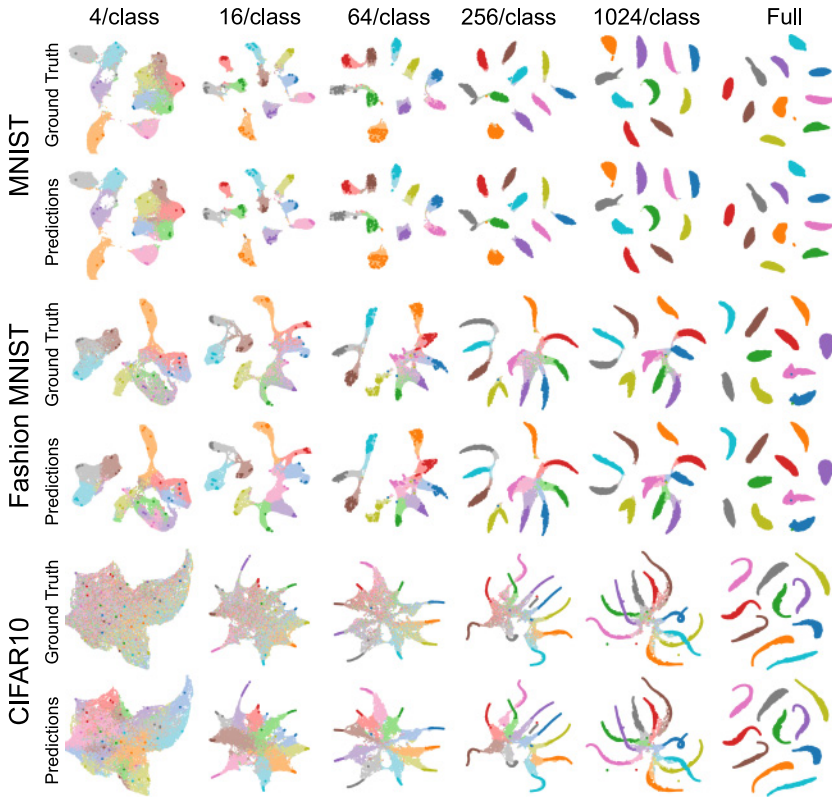 4/class 16/class 64/class 256/class 1024/class Full
MNIST
Ground Truth
Predictions
Fashion MNIST
Ground Truth
Predictions
CIFAR10
Ground Truth
Predictions